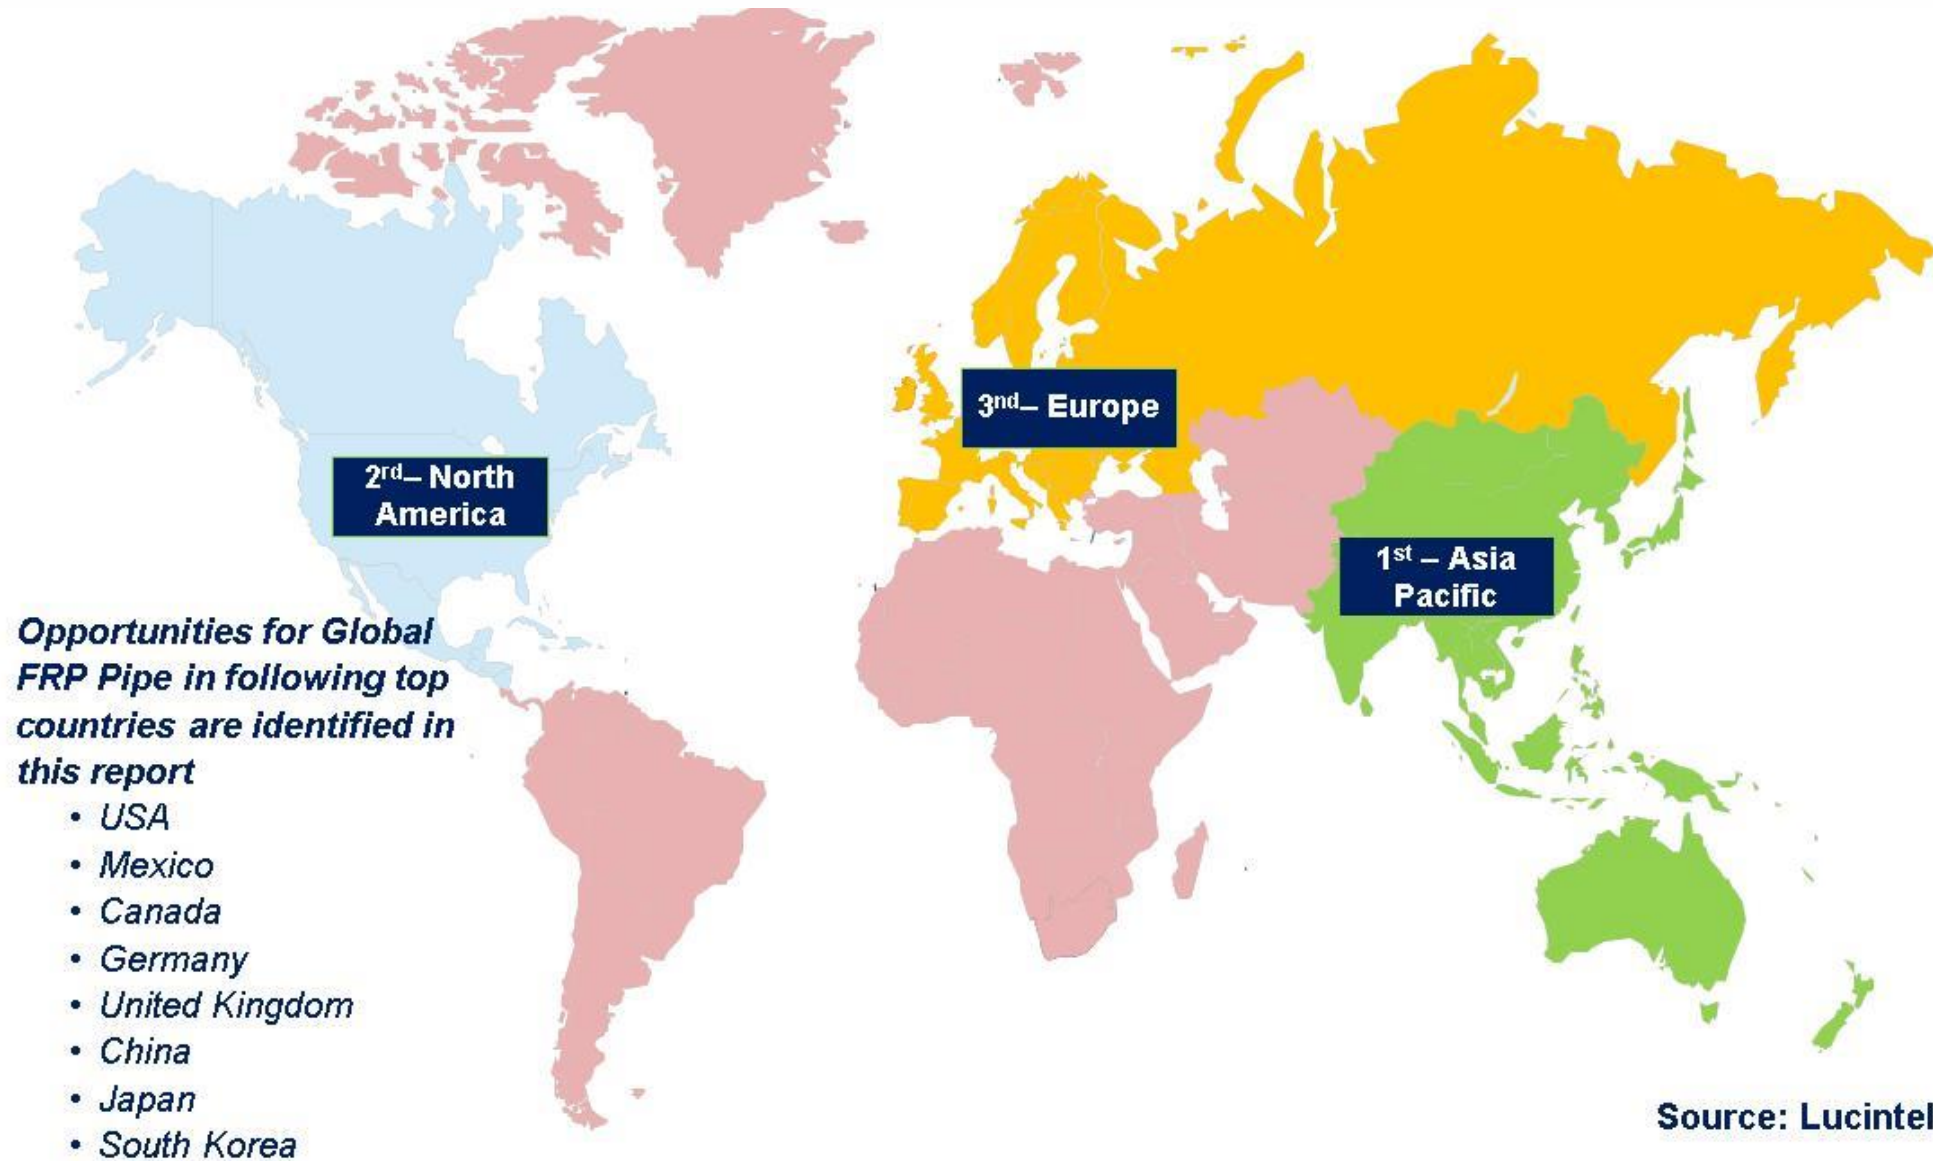 3nd– Europe
2rd– North
America
1st – Asia
Pacific
Opportunities for Global
FRP Pipe in following top
countries are identified in
this report
• USA
• Mexico
• Canada
• Germany
• United Kingdom
• China
• Japan
• South Korea
Source: Lucintel